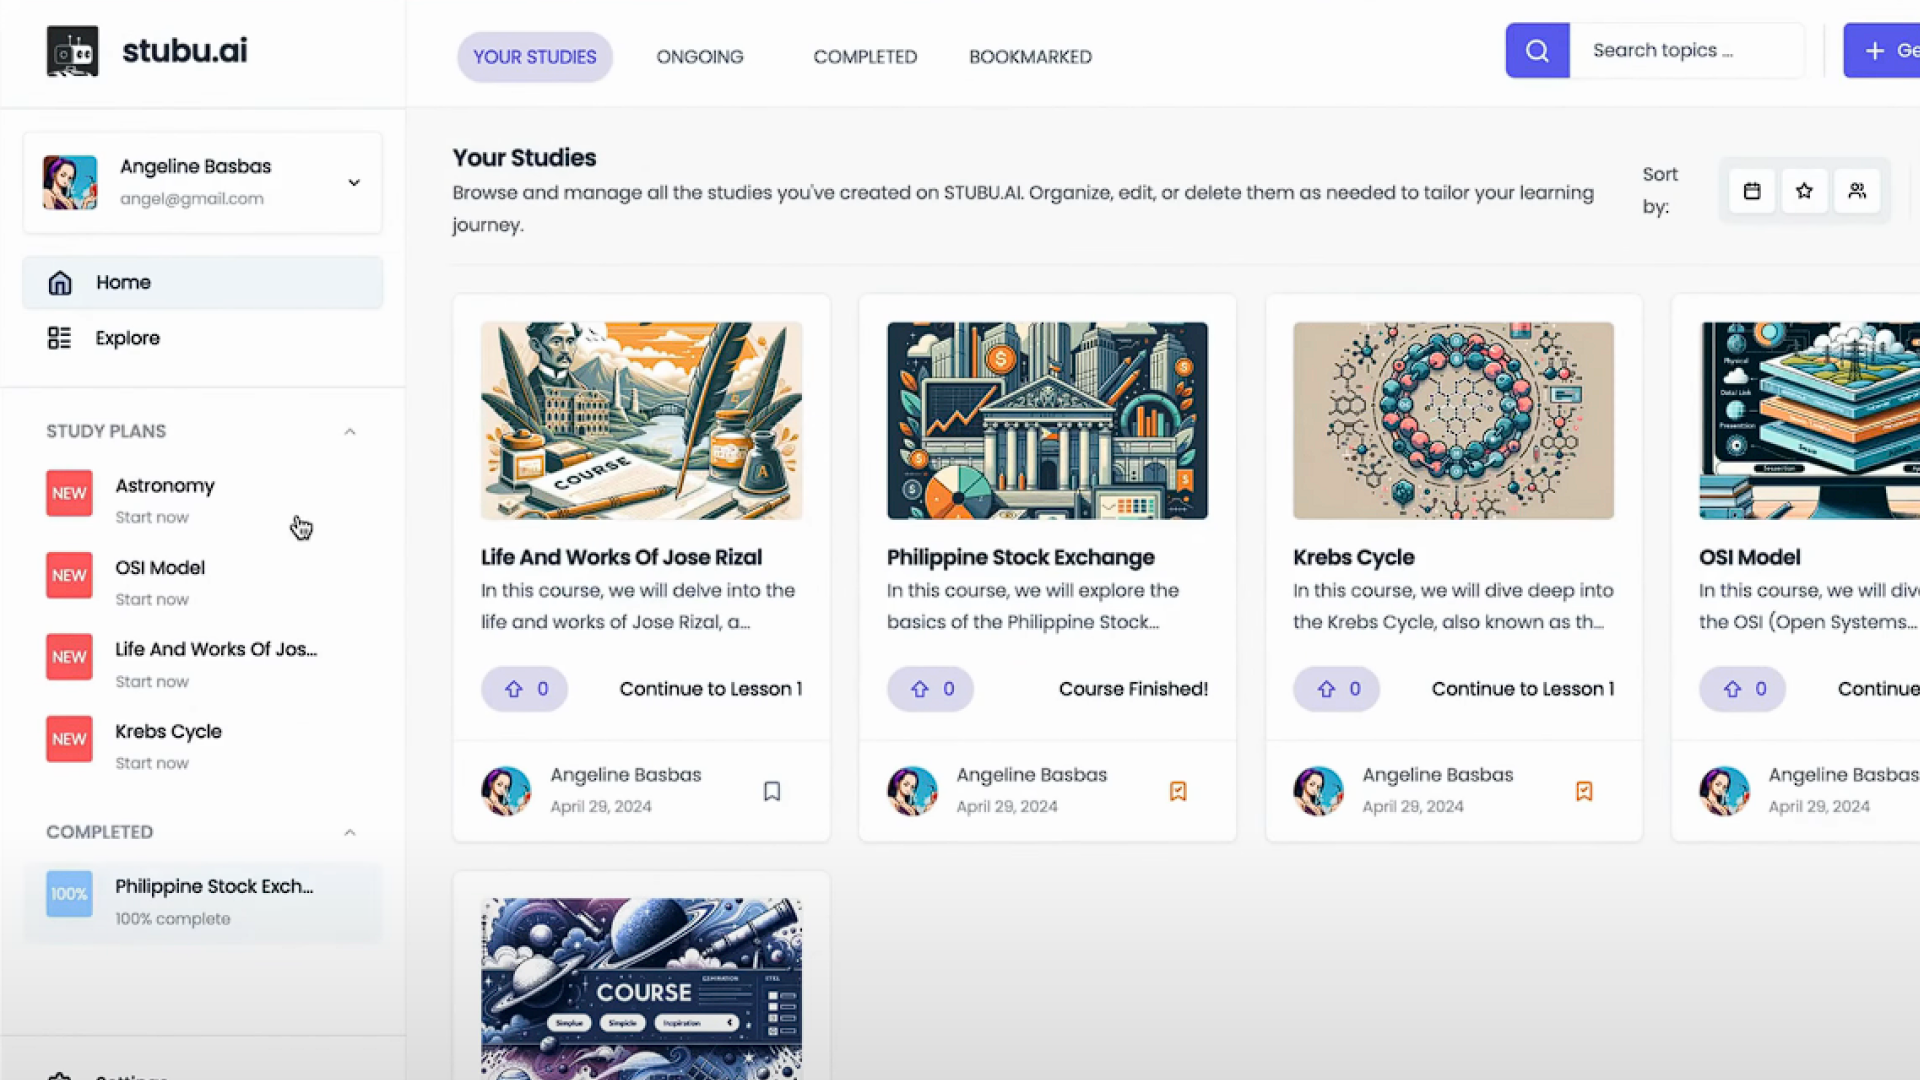 stubu.ai
YOUR STUDIES
ONGOING
COMPLETED
BOOKMARKED
Search topics ...
+ Ge
Angeline Basbas
angel@gmail.com
Home
Explore
STUDY PLANS
NEW
Astronomy
Start now
NEW
OSI Model
Start now
NEW
Life And Works Of Jos...
Start now
NEW
Krebs Cycle
Start now
COMPLETED
100%
Philippine Stock Exch...
100% complete
Your Studies
Browse and manage all the studies you've created on STUBU.AI. Organize, edit, or delete them as needed to tailor your learning
journey.
Sort
by:
COURSE
A
Life And Works Of Jose Rizal
In this course, we will delve into the
life and works of Jose Rizal, a...
0
Continue to Lesson 1
Angeline Basbas
April 29, 2024
Philippine Stock Exchange
In this course, we will explore the
basics of the Philippine Stock...
0
Course Finished!
Angeline Basbas
April 29, 2024
Krebs Cycle
In this course, we will dive deep into
the Krebs Cycle, also known as th...
0
Continue to Lesson 1
Angeline Basbas
April 29, 2024
Physical
Data Link
OSI Model
In this course, we will dive
the OSI (Open Systems...
0
Continue
Angeline Basbas
April 29, 2024
COURSE
Simplue
Simpicle
Inspiration